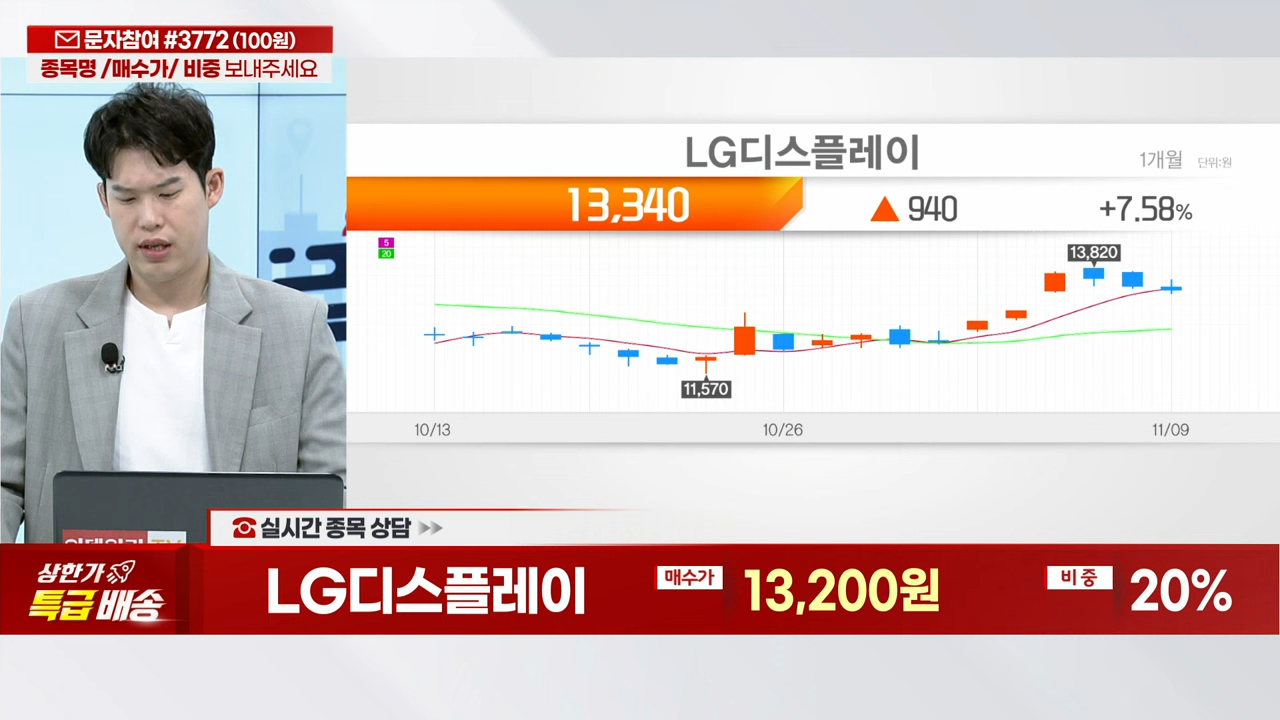 문자참여 #3772 (100원)
종목명 /매수가/ 비중 보내주세요
LG디스플레이
1개월 단위:원
13,340 ▲ 940 +7.58%
5
20
13,820
11,570
10/13 10/26 11/09
실시간 종목 상담
상한가
특급 배송
LG디스플레이 매수가 13,200원 비중 20%